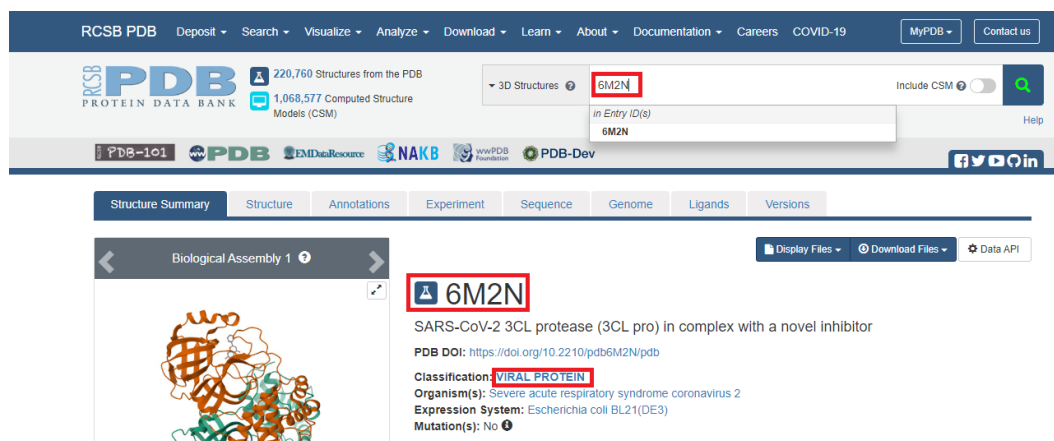 RCSB PDB Deposit Search Visualize Analyze Download Learn About Documentation Careers COVID-19 MyPDB Contact us
RCSB
PDB
PROTEIN DATA BANK
220,760 Structures from the PDB
1,068,577 Computed Structure
Models (CSM)
3D Structures 6M2N Include CSM
in Entry ID(s)
6M2N
Help
PDB-101 PDB EMDataResource NAKB wwPDB Foundation PDB-Dev
Structure Summary Structure Annotations Experiment Sequence Genome Ligands Versions
Display Files Download Files Data API
Biological Assembly 1
6M2N
SARS-CoV-2 3CL protease (3CL pro) in complex with a novel inhibitor
PDB DOI: https://doi.org/10.2210/pdb6M2N/pdb
Classification: VIRAL PROTEIN
Organism(s): Severe acute respiratory syndrome coronavirus 2
Expression System: Escherichia coli BL21(DE3)
Mutation(s): No